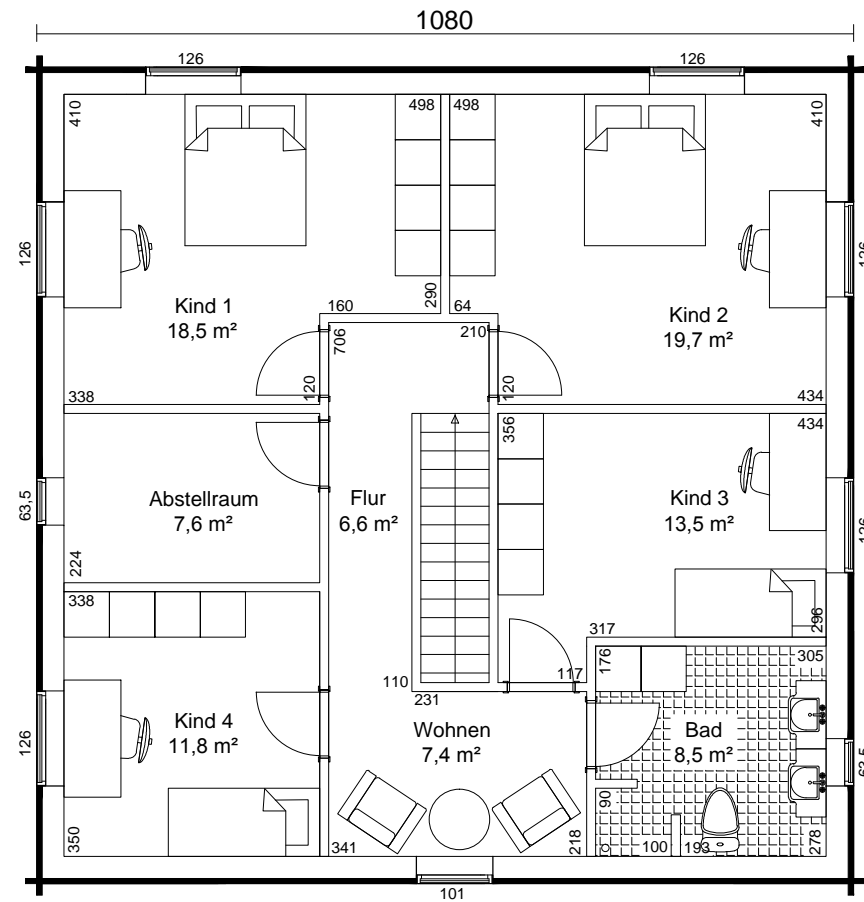 1080
126
126
410
498
498
410
126
126
Kind 1
18,5 m²
290
160
64
Kind 2
19,7 m²
706
210
120
120
338
434
356
434
Abstellraum
7,6 m²
Flur
6,6 m²
Kind 3
13,5 m²
63,5
126
224
338
296
317
176
305
110
117
231
Kind 4
11,8 m²
Wohnen
7,4 m²
Bad
8,5 m²
126
63,5
90
350
341
218
100
193
278
101